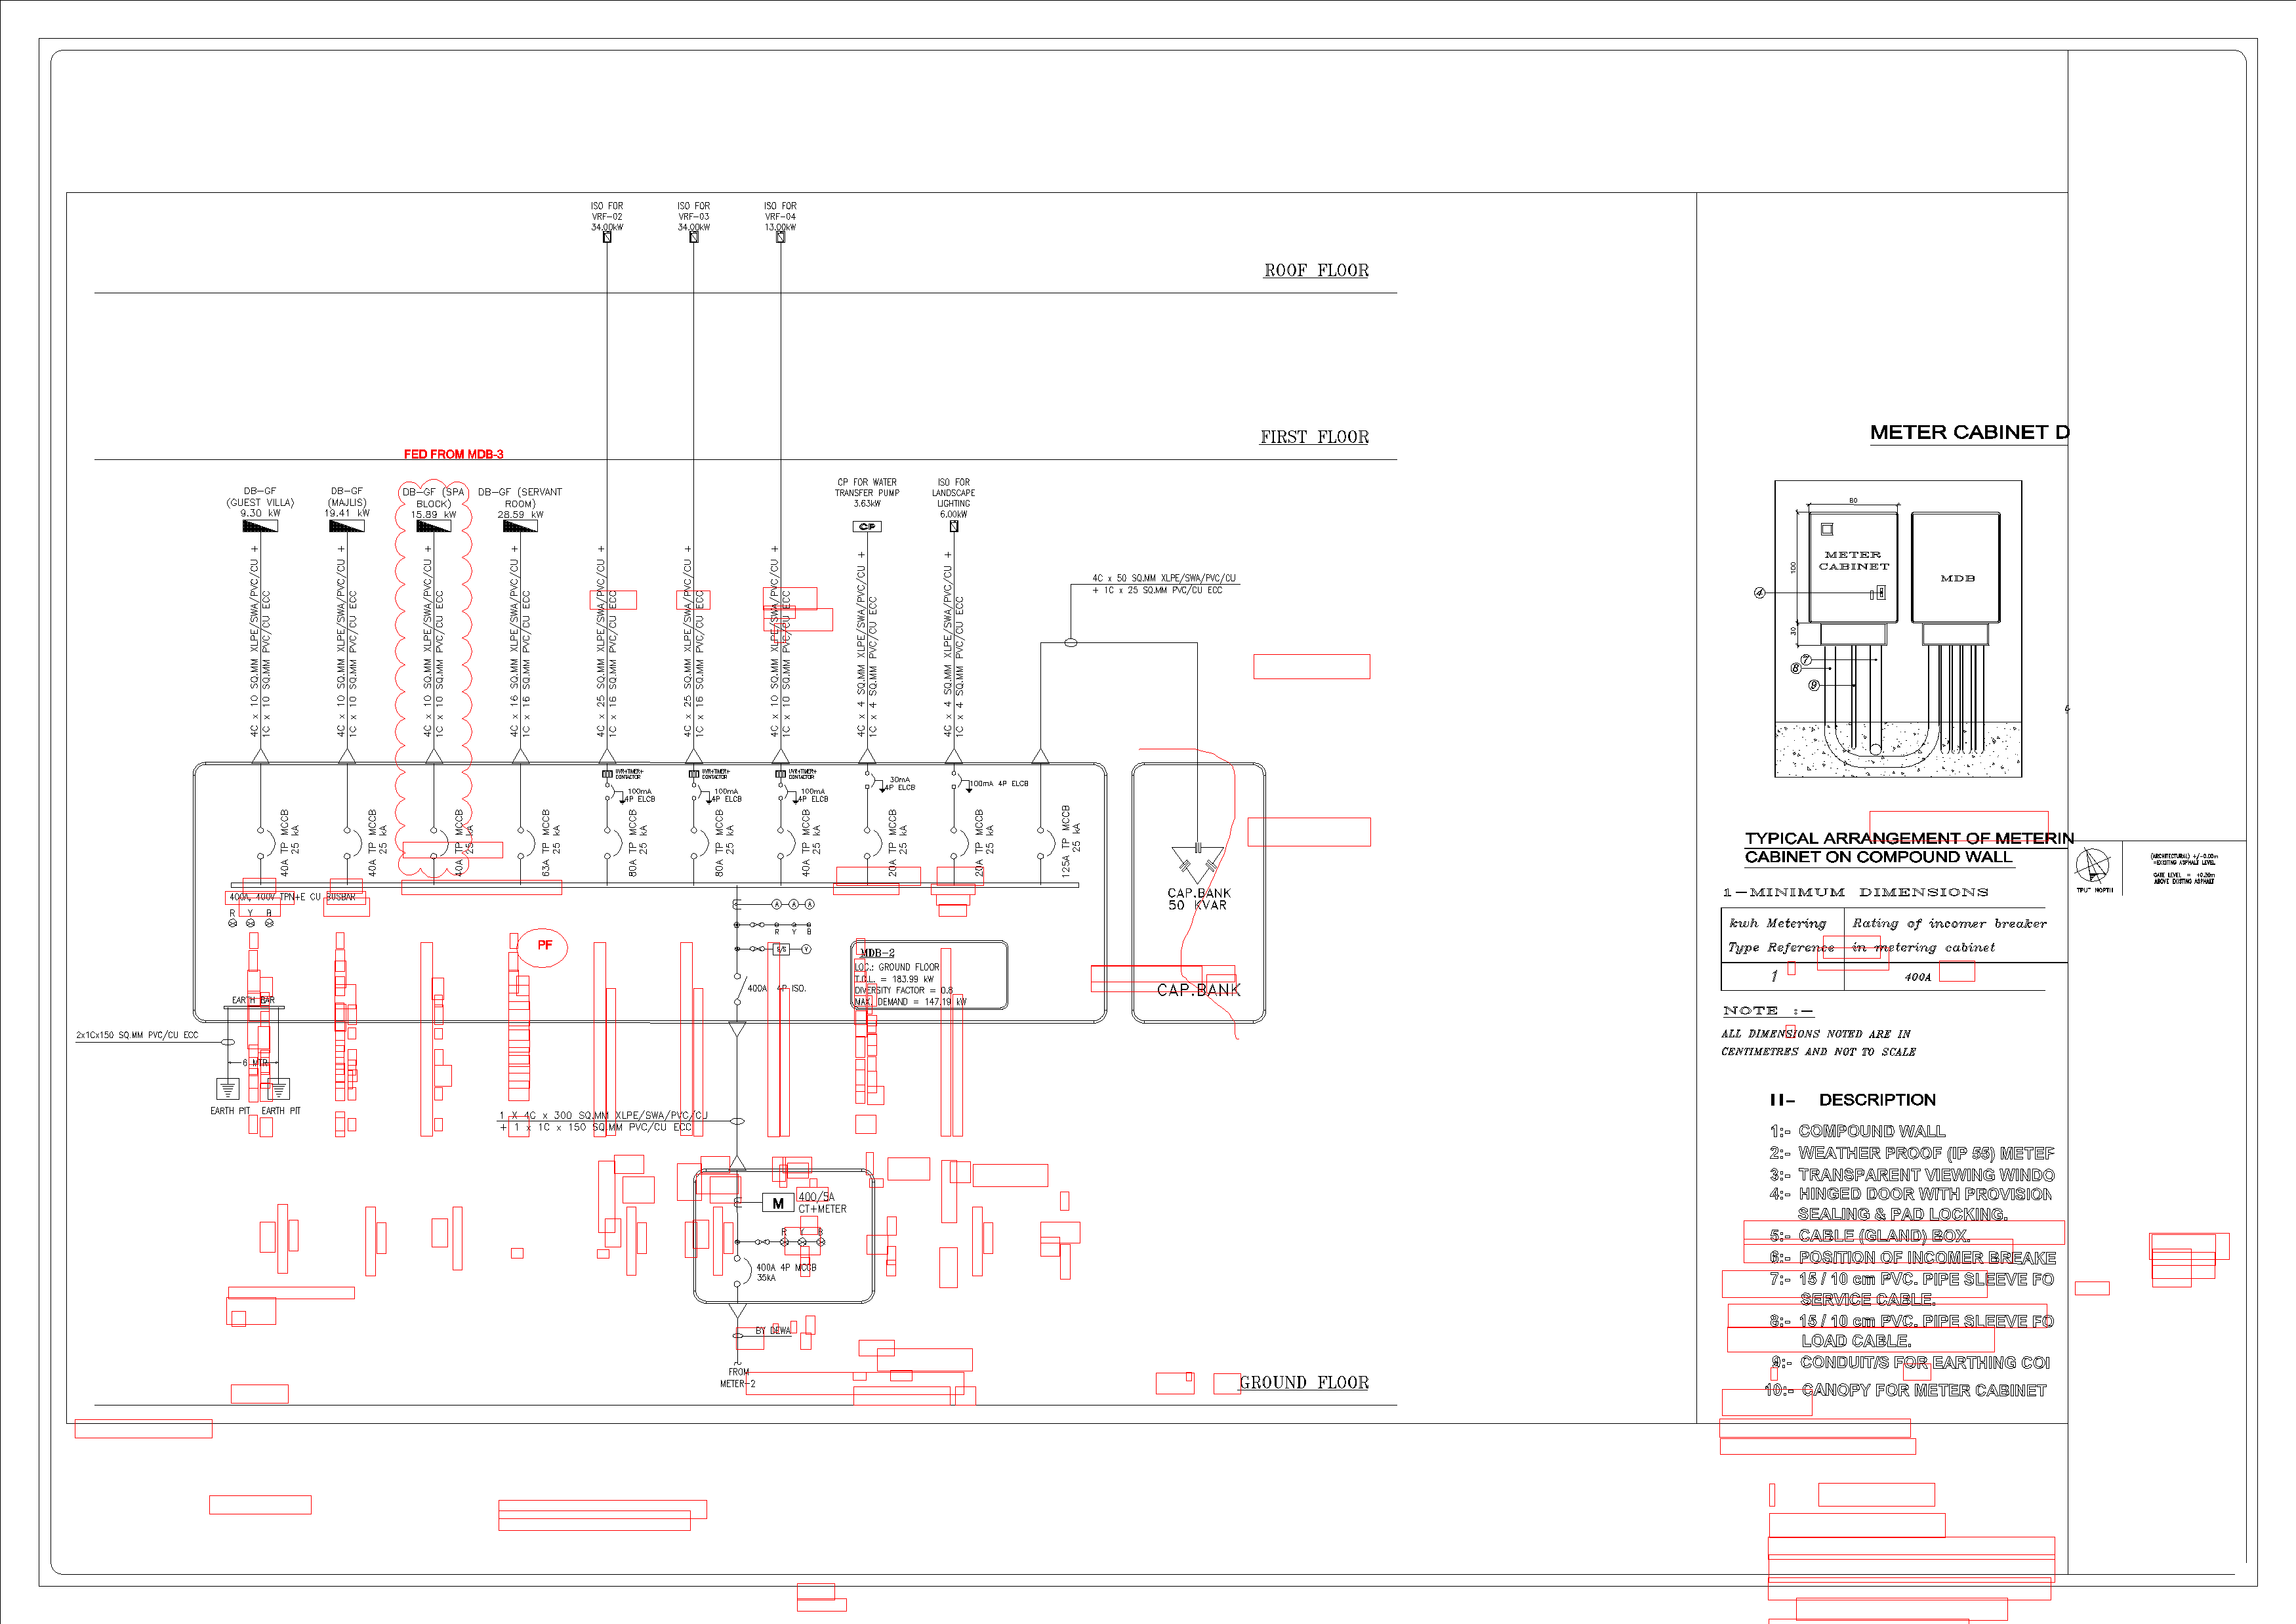 ISO FOR
VRF-02
34.00kW
ISO FOR
VRF-03
34.00kW
ISO FOR
VRF-04
13.00kW
ROOF FLOOR
FIRST FLOOR
FED FROM MDB-3
DB-GF
(GUEST VILLA)
9.30 kW
DB-GF
(MAJLIS)
19.41 kW
DB-GF (SPA
BLOCK)
15.89 kW
DB-GF (SERVANT
ROOM)
28.59 kW
CP FOR WATER
TRANSFER PUMP
3.63kW
CP
ISO FOR
LANDSCAPE
LIGHTING
6.00kW
4C x 10 SQ.MM XLPE/SWA/PVC/CU +
1C x 10 SQ.MM PVC/CU ECC
4C x 10 SQ.MM XLPE/SWA/PVC/CU +
1C x 10 SQ.MM PVC/CU ECC
4C x 10 SQ.MM XLPE/SWA/PVC/CU +
1C x 10 SQ.MM PVC/CU ECC
4C x 16 SQ.MM XLPE/SWA/PVC/CU +
1C x 16 SQ.MM PVC/CU ECC
4C x 25 SQ.MM XLPE/SWA/PVC/CU +
1C x 16 SQ.MM PVC/CU ECC
4C x 25 SQ.MM XLPE/SWA/PVC/CU +
1C x 16 SQ.MM PVC/CU ECC
4C x 10 SQ.MM XLPE/SWA/PVC/CU +
1C x 10 SQ.MM PVC/CU ECC
4C x 4 SQ.MM XLPE/SWA/PVC/CU +
1C x 4 SQ.MM PVC/CU ECC
4C x 4 SQ.MM XLPE/SWA/PVC/CU +
1C x 4 SQ.MM PVC/CU ECC
4C x 50 SQ.MM XLPE/SWA/PVC/CU
+ 1C x 25 SQ.MM PVC/CU ECC
UVR+TIMER+
CONTACTOR
100mA
4P ELCB
UVR+TIMER+
CONTACTOR
100mA
4P ELCB
UVR+TIMER+
CONTACTOR
100mA
4P ELCB
30mA
4P ELCB
100mA 4P ELCB
40A TP MCCB
25 kA
40A TP MCCB
25 kA
40A TP MCCB
25 kA
63A TP MCCB
25 kA
80A TP MCCB
25 kA
80A TP MCCB
25 kA
40A TP MCCB
25 kA
20A TP MCCB
25 kA
20A TP MCCB
25 kA
125A TP MCCB
25 kA
CAP.BANK
50 KVAR
CAP.BANK
400A, 400V TPN+E CU BUSBAR
R Y B
A A A
R Y B
S/S V
PF
400A 4P ISO.
MDB-2
LOC.: GROUND FLOOR
T.C.L. = 183.99 kW
DIVERSITY FACTOR = 0.8
MAX. DEMAND = 147.19 kW
EARTH BAR
2x1Cx150 SQ.MM PVC/CU ECC
6 MTR.
EARTH PIT EARTH PIT
1 X 4C x 300 SQ.MM XLPE/SWA/PVC/CU
+ 1 x 1C x 150 SQ.MM PVC/CU ECC
M
400/5A
CT+METER
R Y B
400A 4P MCCB
35kA
BY DEWA
FROM
METER-2
GROUND FLOOR
METER CABINET D
60
100
30
METER
CABINET
MDB
4
7
8
9
TYPICAL ARRANGEMENT OF METERIN
CABINET ON COMPOUND WALL
1-MINIMUM DIMENSIONS
kwh Metering Rating of incomer breaker
Type Reference in metering cabinet
1 400A
NOTE :-
ALL DIMENSIONS NOTED ARE IN
CENTIMETRES AND NOT TO SCALE
II- DESCRIPTION
1:- COMPOUND WALL
2:- WEATHER PROOF (IP 55) METER
3:- TRANSPARENT VIEWING WINDO
4:- HINGED DOOR WITH PROVISION
SEALING & PAD LOCKING.
5:- CABLE (GLAND) BOX.
6:- POSITION OF INCOMER BREAKE
7:- 15 / 10 cm PVC. PIPE SLEEVE FO
SERVICE CABLE.
8:- 15 / 10 cm PVC. PIPE SLEEVE FO
LOAD CABLE.
9:- CONDUIT/S FOR EARTHING CO
10:- CANOPY FOR METER CABINET
(ARCHITECTURAL) +/-0.00m
=EXISTING ASPHALT LEVEL
GATE LEVEL = +0.20m
ABOVE EXISTING ASPHALT